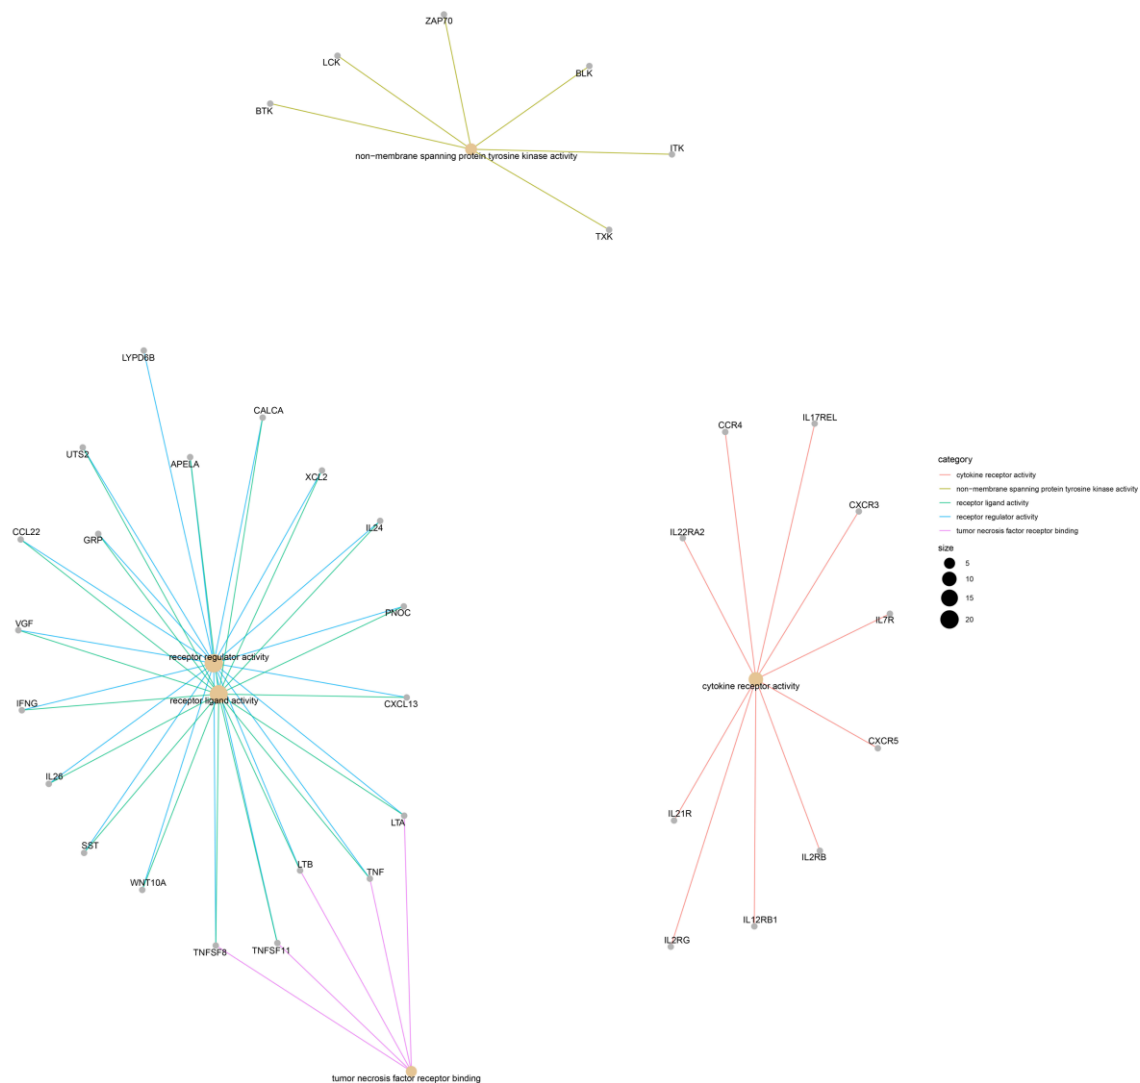 ZAP70
LCK
BLK
BTK
ITK
non-membrane spanning protein tyrosine kinase activity
TXK
LYPD6B
CALCA
UTS2
APELA
XCL2
IL24
CCL22
GRP
PNOC
VGF
receptor regulator activity
receptor ligand activity
IFNG
CXCL13
IL26
LTA
SST
LTB
TNF
WNT10A
TNFSF8
TNFSF11
tumor necrosis factor receptor binding
IL17REL
CCR4
CXCR3
IL22RA2
IL7R
cytokine receptor activity
CXCR5
IL21R
IL2RB
IL12RB1
IL2RG
category
cytokine receptor activity
non-membrane spanning protein tyrosine kinase activity
receptor ligand activity
receptor regulator activity
tumor necrosis factor receptor binding
size
5
10
15
20